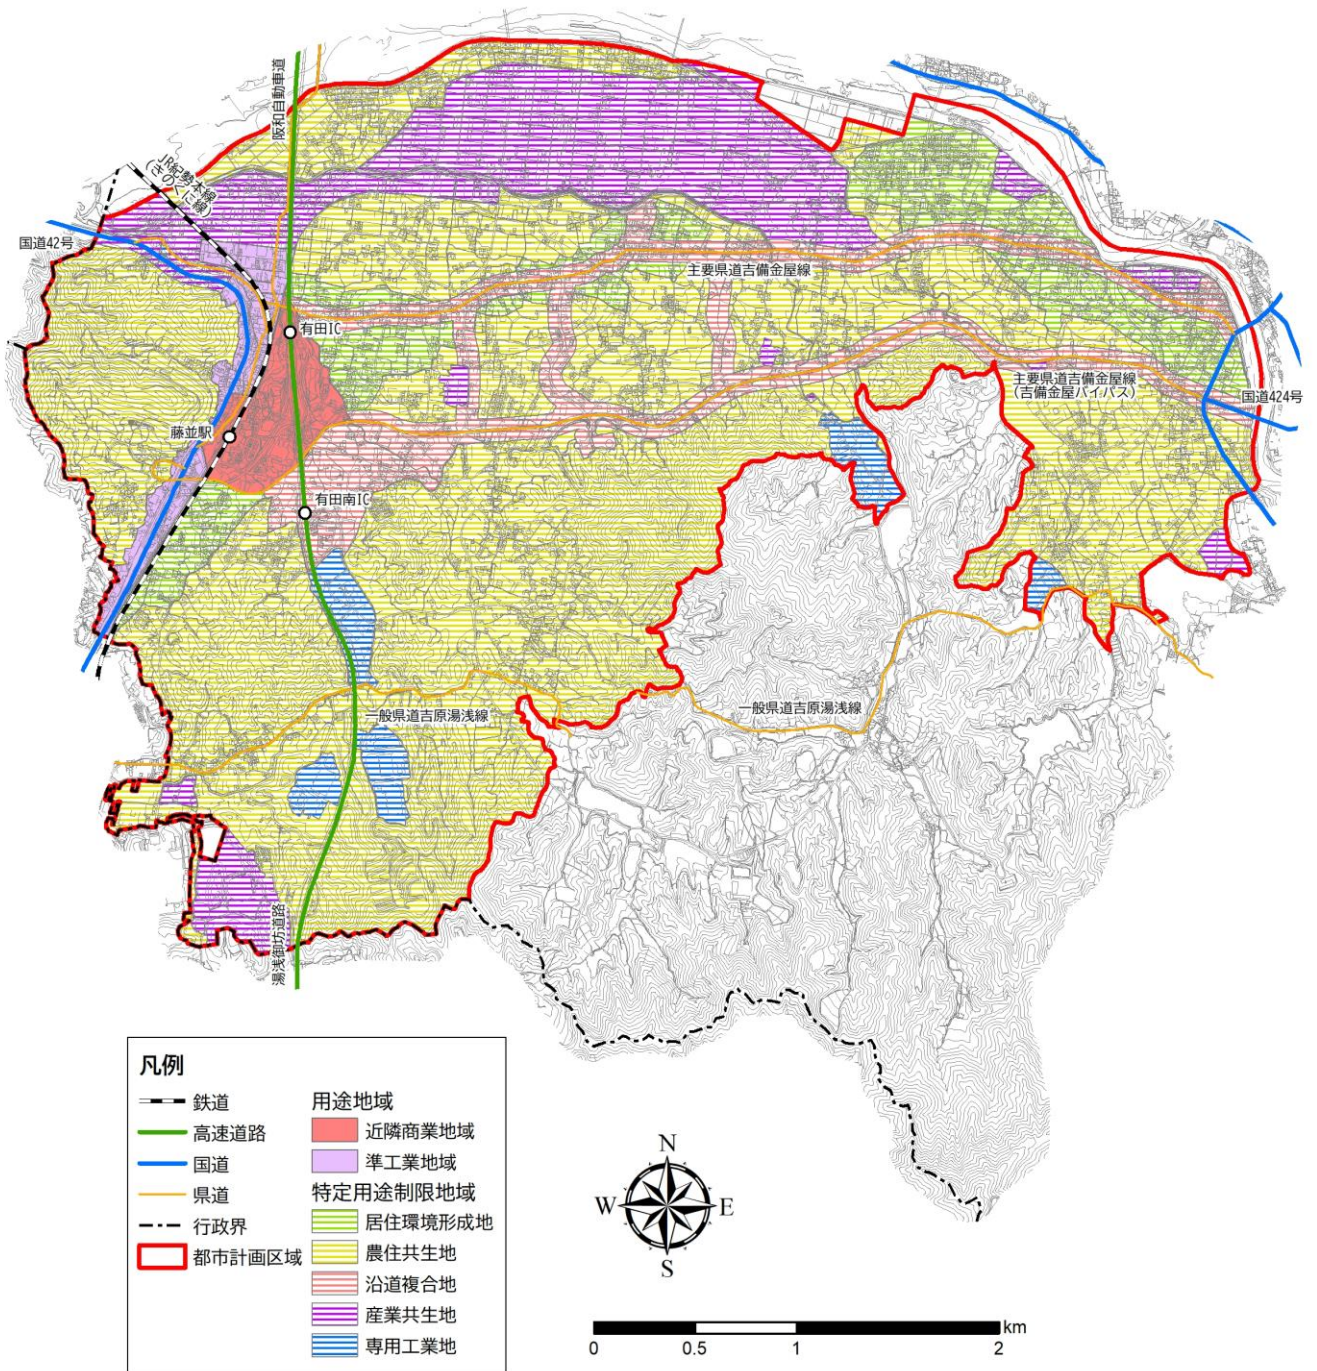 阪和自動車道
JR紀勢本線
(きのくに線)
国道42号
主要県道吉備金屋線
有田IC
主要県道吉備金屋線
(吉備金屋バイパス)
国道424号
藤並駅
有田南IC
一般県道吉原湯浅線
一般県道吉原湯浅線
湯浅御坊道路
凡例
鉄道
高速道路
国道
県道
行政界
都市計画区域
用途地域
近隣商業地域
準工業地域
特定用途制限地域
居住環境形成地
農住共生地
沿道複合地
産業共生地
専用工業地
N
W
E
S
km
0
0.5
1
2